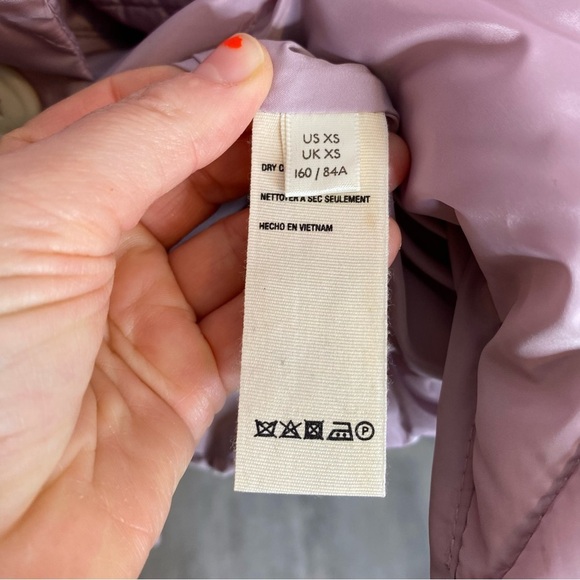 US XS
UK XS
160 / 84A
DRY
NETTOYER A SEC SEULEMENT
HECHO EN VIETNAM
P